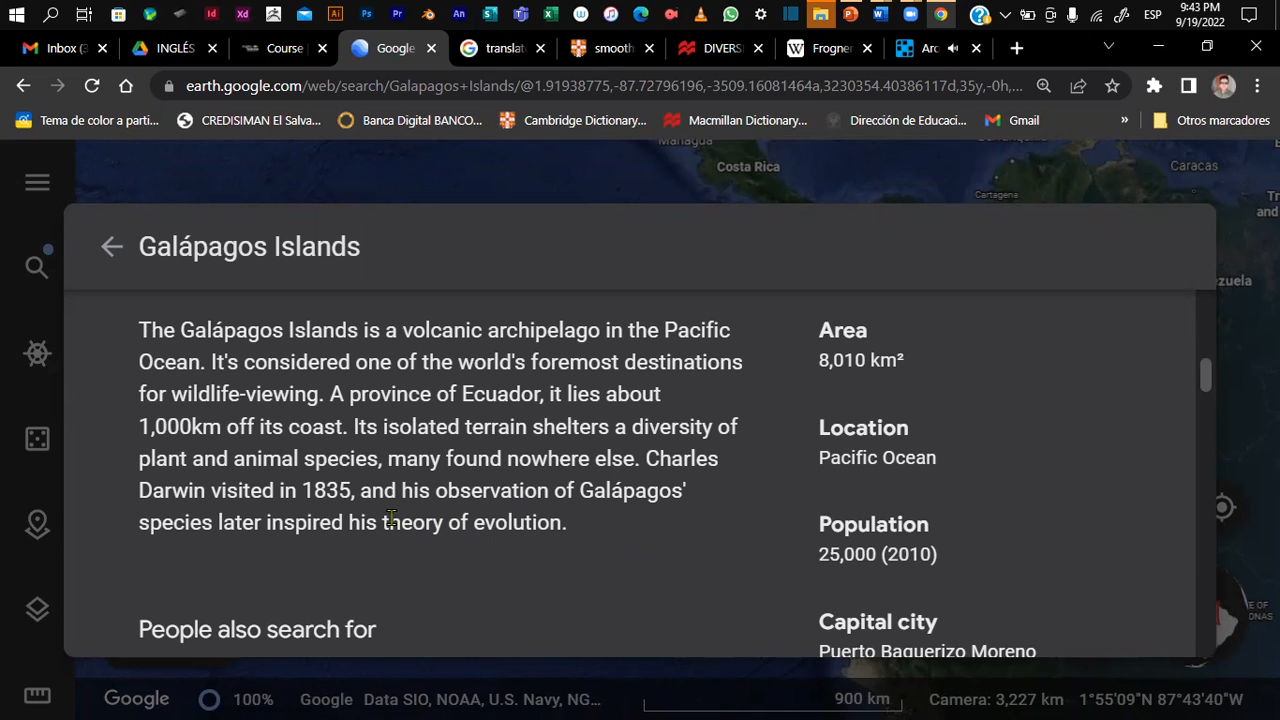 Ai
Ps
Pr
An
ESP
9:43 PM
9/19/2022
Inbox (3
INGLÉS
Course
Google
translat
smooth
DIVERS
Frogner
Arc
earth.google.com/web/search/Galapagos+Islands/@1.91938775,-87.72796196,-3509.16081464a,3230354.40386117d,35y,-0h,...
Tema de color a parti...
CREDISIMAN El Salva...
Banca Digital BANCO...
Cambridge Dictionary...
Macmillan Dictionary...
Dirección de Educaci...
Gmail
»
Otros marcadores
Managua
Costa Rica
Cartagena
Caracas
Galápagos Islands
The Galápagos Islands is a volcanic archipelago in the Pacific
Ocean. It's considered one of the world's foremost destinations
for wildlife-viewing. A province of Ecuador, it lies about
1,000km off its coast. Its isolated terrain shelters a diversity of
plant and animal species, many found nowhere else. Charles
Darwin visited in 1835, and his observation of Galápagos'
species later inspired his theory of evolution.
People also search for
Area
8,010 km²
Location
Pacific Ocean
Population
25,000 (2010)
Capital city
Puerto Baquerizo Moreno
Google
100%
Google
Data SIO, NOAA, U.S. Navy, NG...
900 km
Camera: 3,227 km
1°55'09"N 87°43'40"W